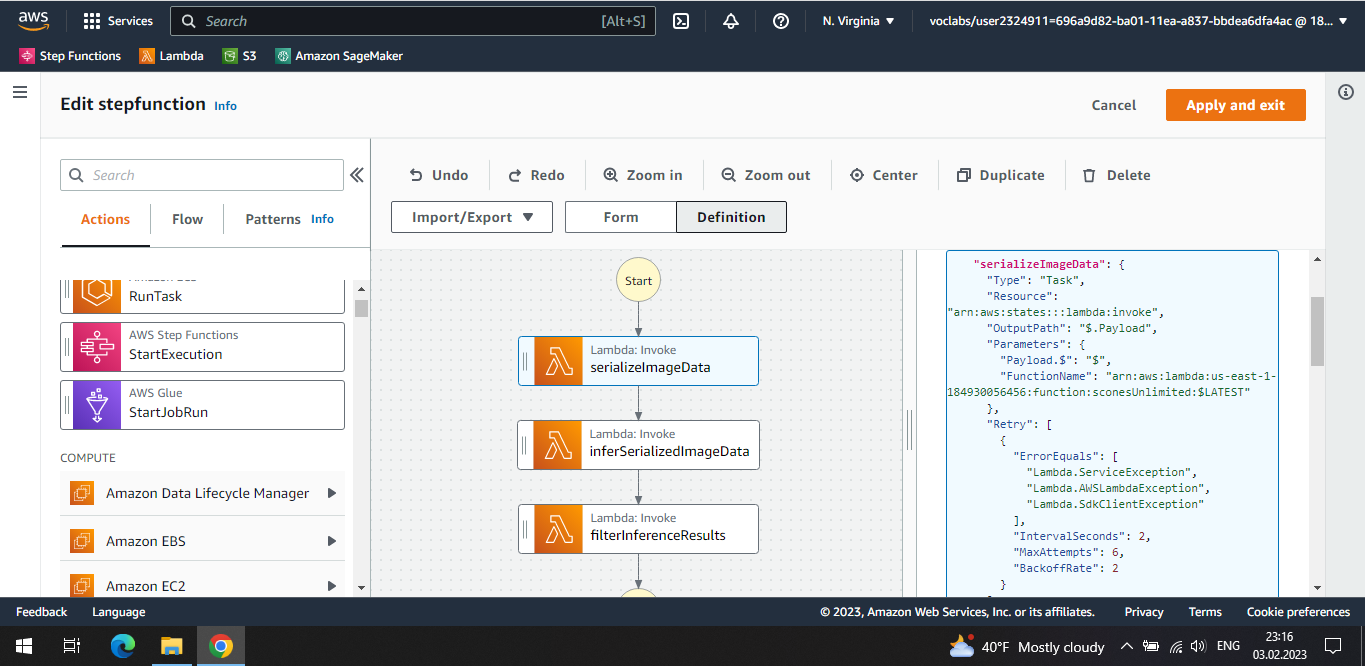 aws
Services
Search
[Alt+S]
N. Virginia
voclabs/user2324911=696a9d82-ba01-11ea-a837-bbdea6dfa4ac @ 18...
Step Functions
Lambda
S3
Amazon SageMaker
Edit stepfunction Info
Cancel
Apply and exit
Search
Undo
Redo
Zoom in
Zoom out
Center
Duplicate
Delete
Actions
Flow
Patterns Info
Import/Export
Form
Definition
RunTask
AWS Step Functions
StartExecution
AWS Glue
StartJobRun
COMPUTE
Amazon Data Lifecycle Manager
Amazon EBS
Amazon EC2
Start
Lambda: Invoke
serializeImageData
Lambda: Invoke
inferSerializedImageData
Lambda: Invoke
filterInferenceResults
"serializeImageData": {
"Type": "Task",
"Resource":
"arn:aws:states:::lambda:invoke",
"OutputPath": "$.Payload",
"Parameters": {
"Payload.$": "$",
"FunctionName": "arn:aws:lambda:us-east-1-
184930056456:function:sconesUnlimited:$LATEST"
},
"Retry": [
{
"ErrorEquals": [
"Lambda.ServiceException",
"Lambda.AWSLambdaException",
"Lambda.SdkClientException"
],
"IntervalSeconds": 2,
"MaxAttempts": 6,
"BackoffRate": 2
}
Feedback
Language
© 2023, Amazon Web Services, Inc. or its affiliates.
Privacy
Terms
Cookie preferences
40°F Mostly cloudy
ENG
23:16
03.02.2023